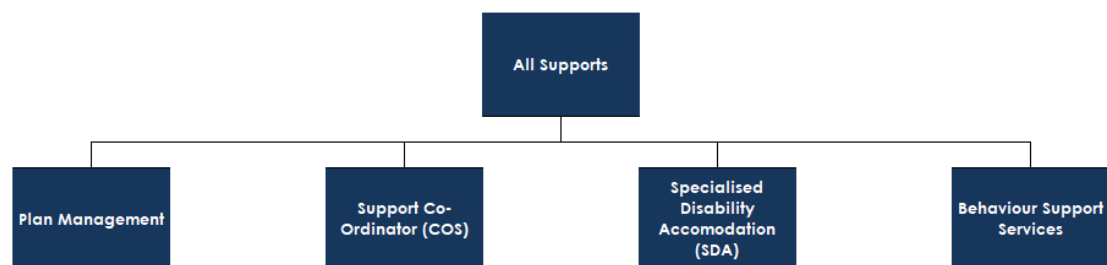 All Supports
Plan Management
Support Co-
Ordinator (COS)
Specialised
Disability
Accomodation
(SDA)
Behaviour Support
Services